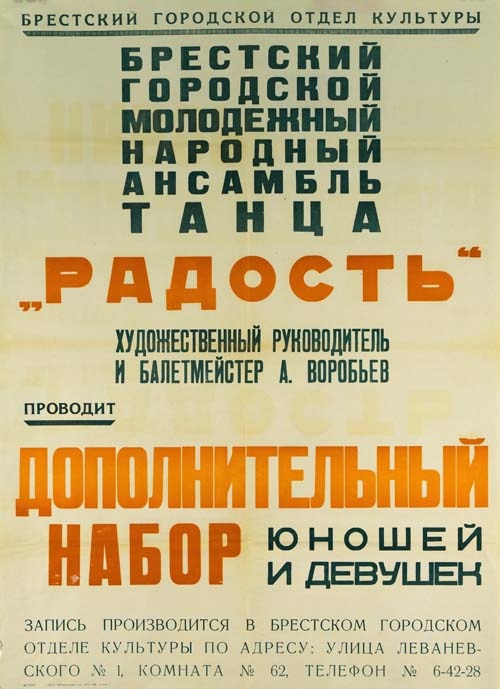 БРЕСТСКИЙ ГОРОДСКОЙ ОТДЕЛ КУЛЬТУРЫ
БРЕСТСКИЙ
ГОРОДСКОЙ
МОЛОДЕЖНЫЙ
НАРОДНЫЙ
АНСАМБЛЬ
ТАНЦА
„РАДОСТЬ“
ХУДОЖЕСТВЕННЫЙ РУКОВОДИТЕЛЬ
И БАЛЕТМЕЙСТЕР А. ВОРОБЬЕВ
ПРОВОДИТ
ДОПОЛНИТЕЛЬНЫЙ
НАБОР ЮНОШЕЙ
И ДЕВУШЕК
ЗАПИСЬ ПРОИЗВОДИТСЯ В БРЕСТСКОМ ГОРОДСКОМ
ОТДЕЛЕ КУЛЬТУРЫ ПО АДРЕСУ: УЛИЦА ЛЕВАНЕВ-
СКОГО № 1, КОМНАТА № 62, ТЕЛЕФОН № 6-42-28